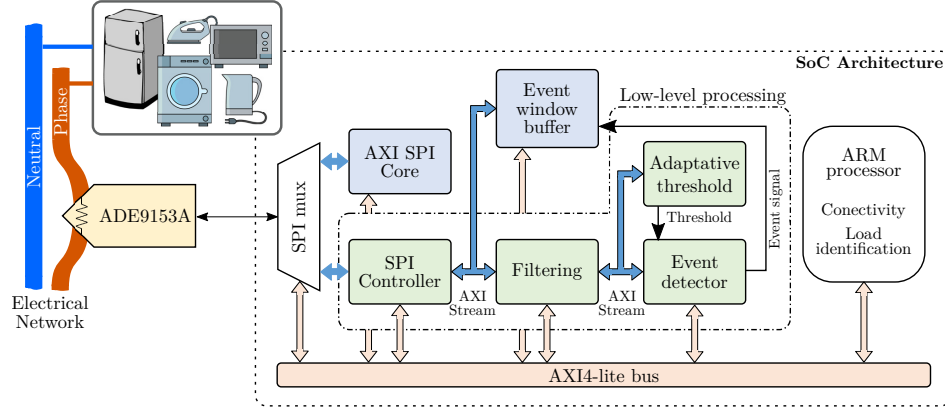 SoC Architecture
Neutral
Phase
ADE9153A
Electrical
Network
SPI mux
AXI SPI
Core
Event
window
buffer
Low-level processing
Adaptative
threshold
Threshold
Event signal
SPI
Controller
AXI
Stream
Filtering
AXI
Stream
Event
detector
ARM
processor
Conectivity
Load
identification
AXI4-lite bus